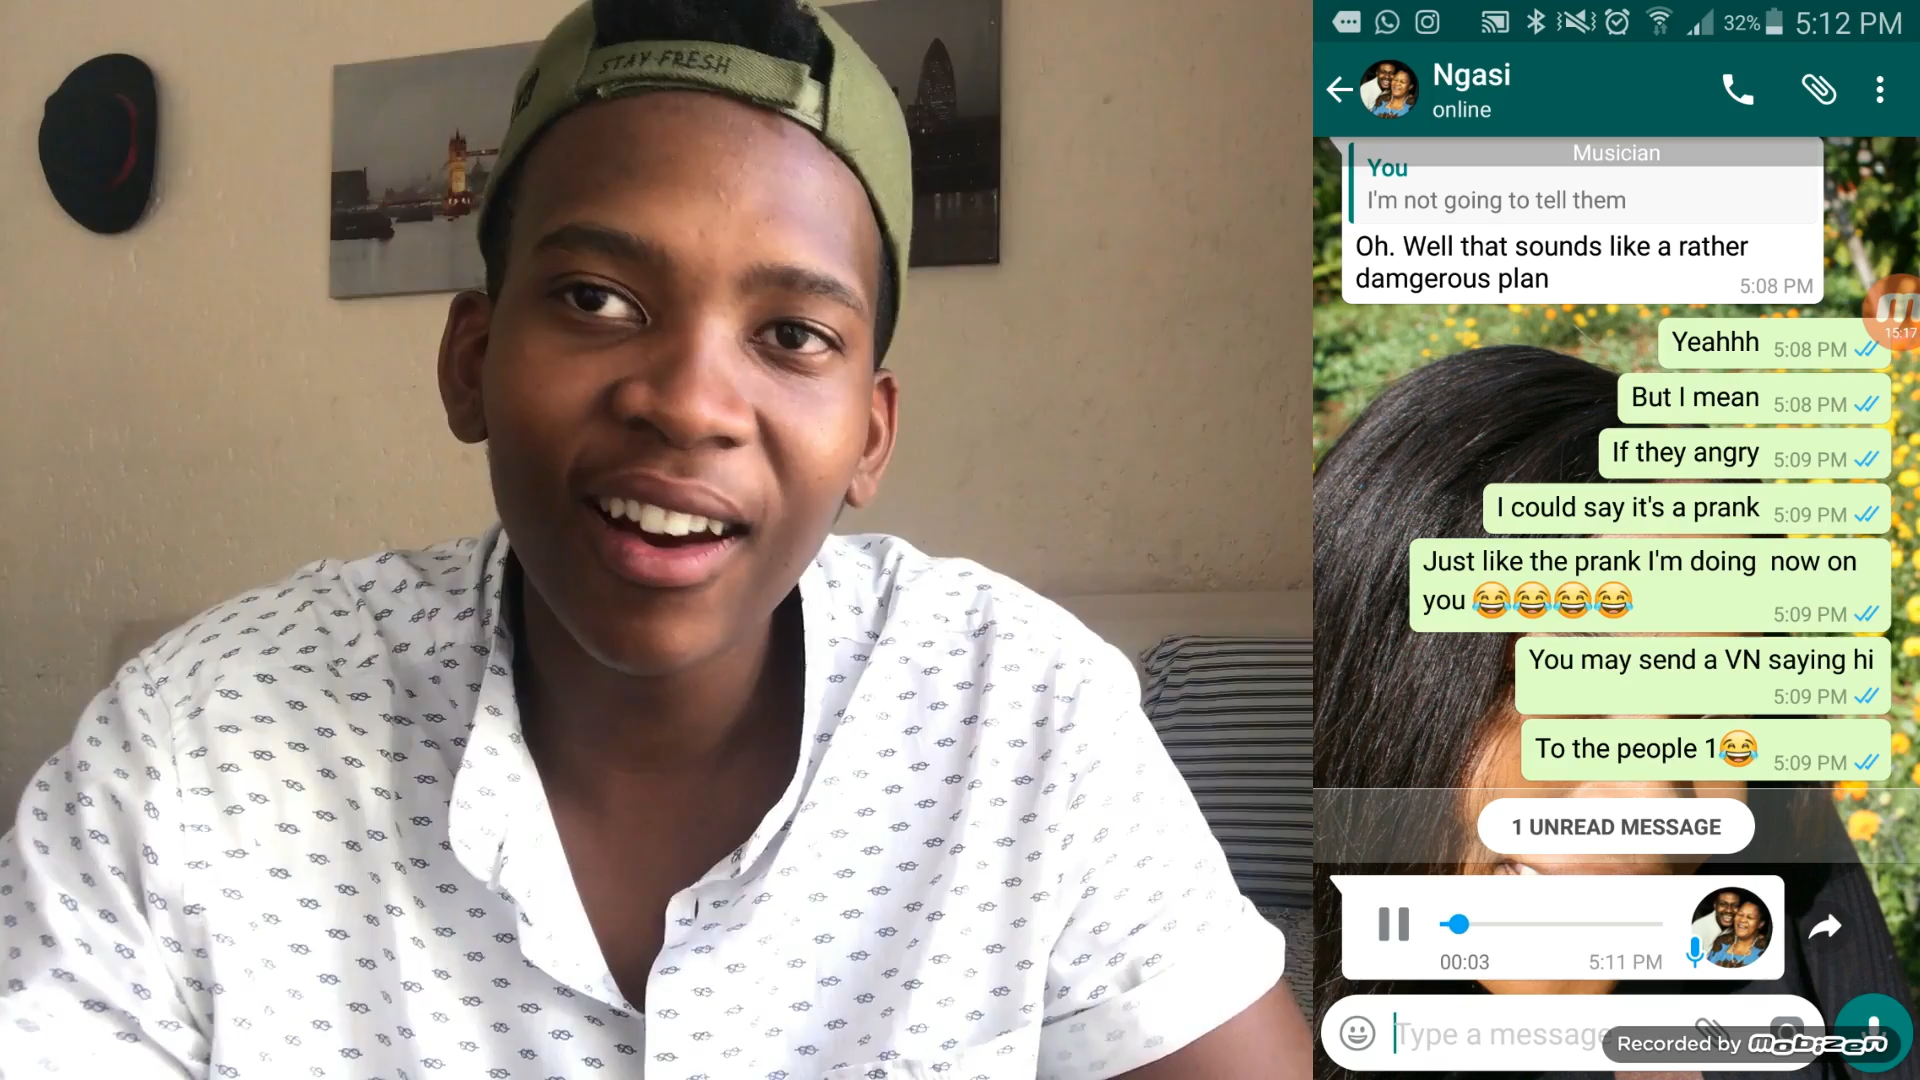 STAY FRESH
32% 5:12 PM
Ngasi
online
Musician
You
I'm not going to tell them
Oh. Well that sounds like a rather
damgerous plan
5:08 PM
15:17
Yeahhh 5:08 PM
But I mean 5:08 PM
If they angry 5:09 PM
I could say it's a prank 5:09 PM
Just like the prank I'm doing now on
you 😂😂😂😂 5:09 PM
You may send a VN saying hi
5:09 PM
To the people 1😂 5:09 PM
1 UNREAD MESSAGE
00:03 5:11 PM
Type a message
Recorded by mobizen